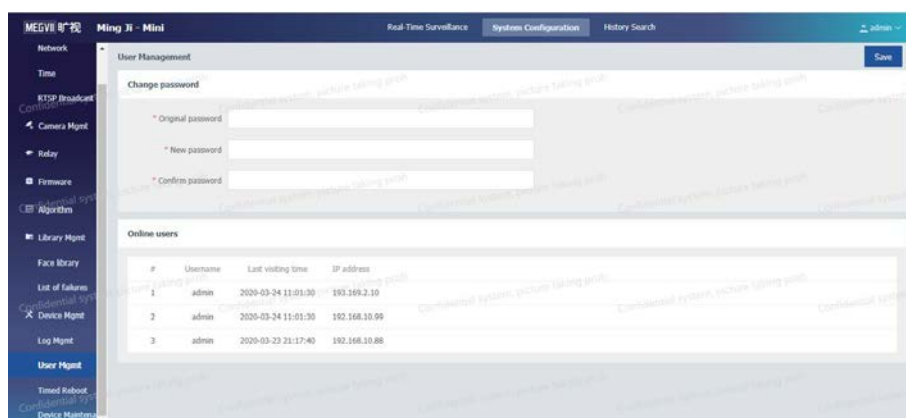 MEGVII 旷视 Ming Ji - Mini Real-Time Surveillance System Configuration History Search admin
Network
Time
RTSP Broadcast
Camera Mgmt
Relay
Firmware
Algorithm
Library Mgmt
Face library
List of failures
Device Mgmt
Log Mgmt
User Mgmt
Timed Reboot
Device Maintena
User Management Save
Change password
* Original password
* New password
* Confirm password
Online users
# Username Last visiting time IP address
1 admin 2020-03-24 11:01:30 193.169.2.10
2 admin 2020-03-24 11:01:30 192.168.10.99
3 admin 2020-03-23 21:17:40 192.168.10.88
Confidential system, picture taking proh